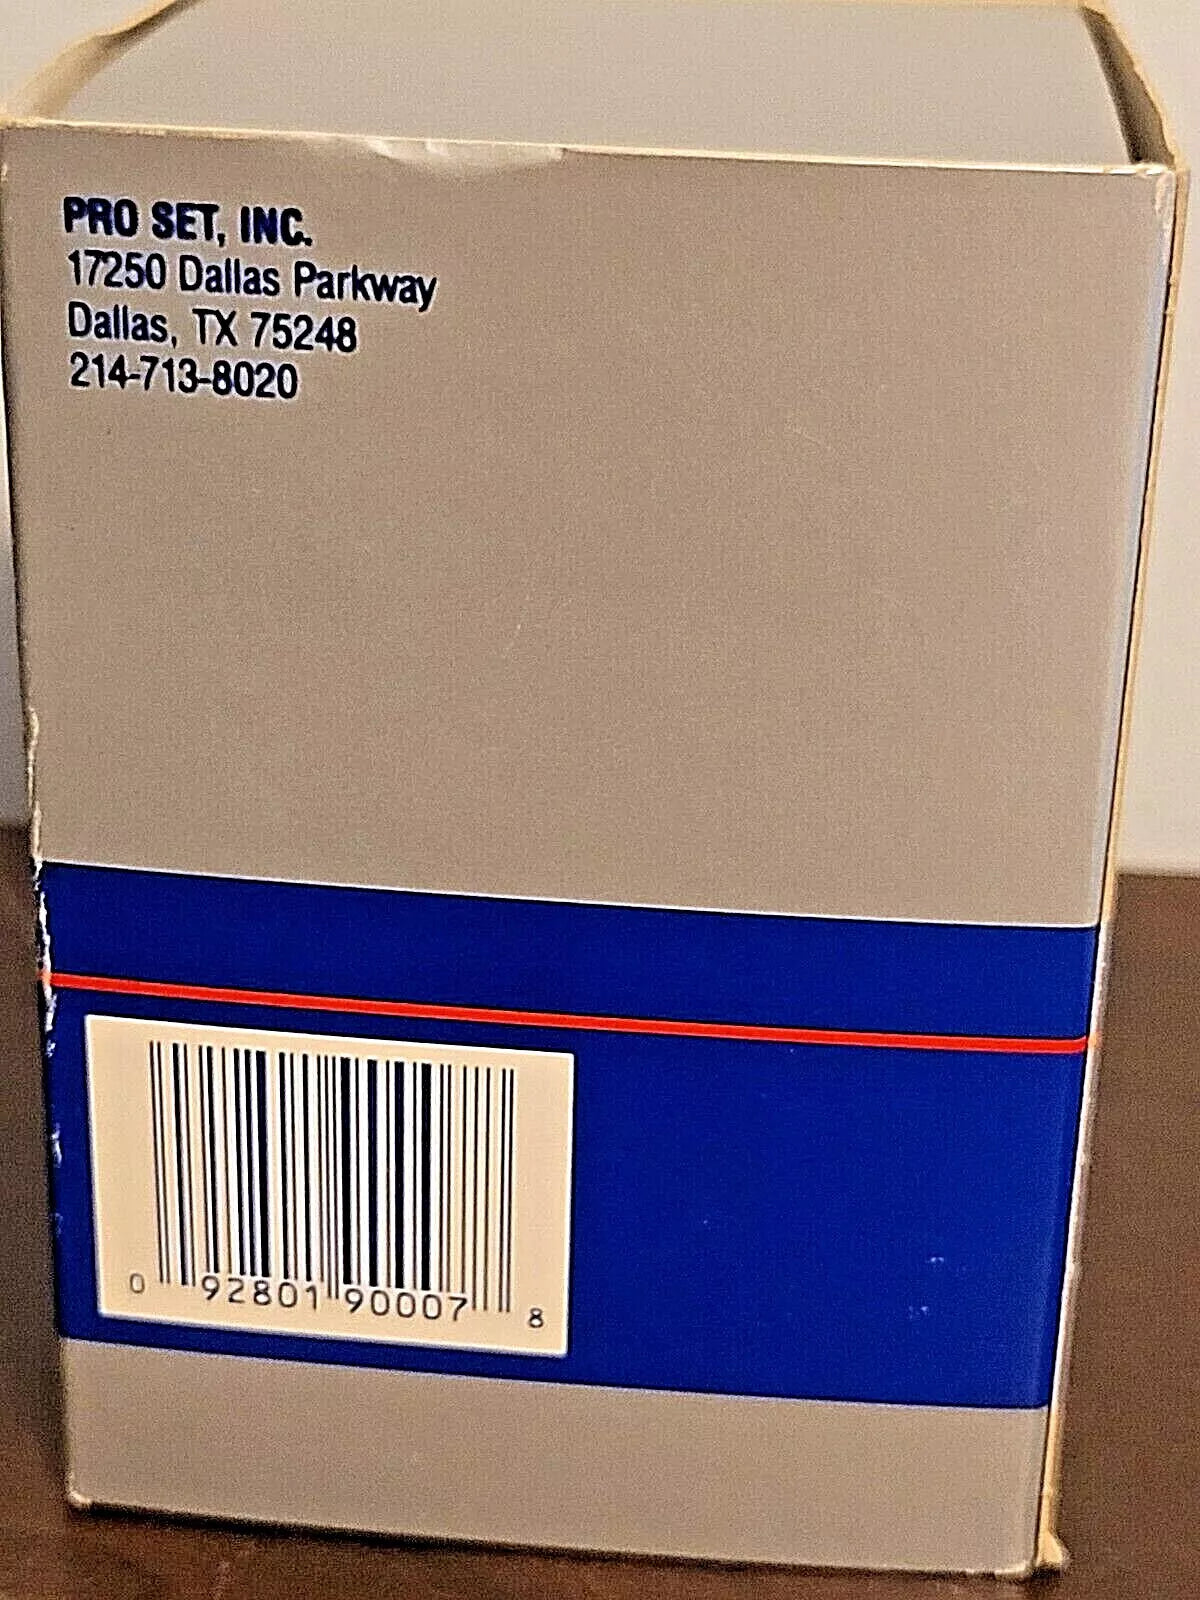 PRO SET, INC.
17250 Dallas Parkway
Dallas, TX 75248
214-713-8020
0 92801 90007 8